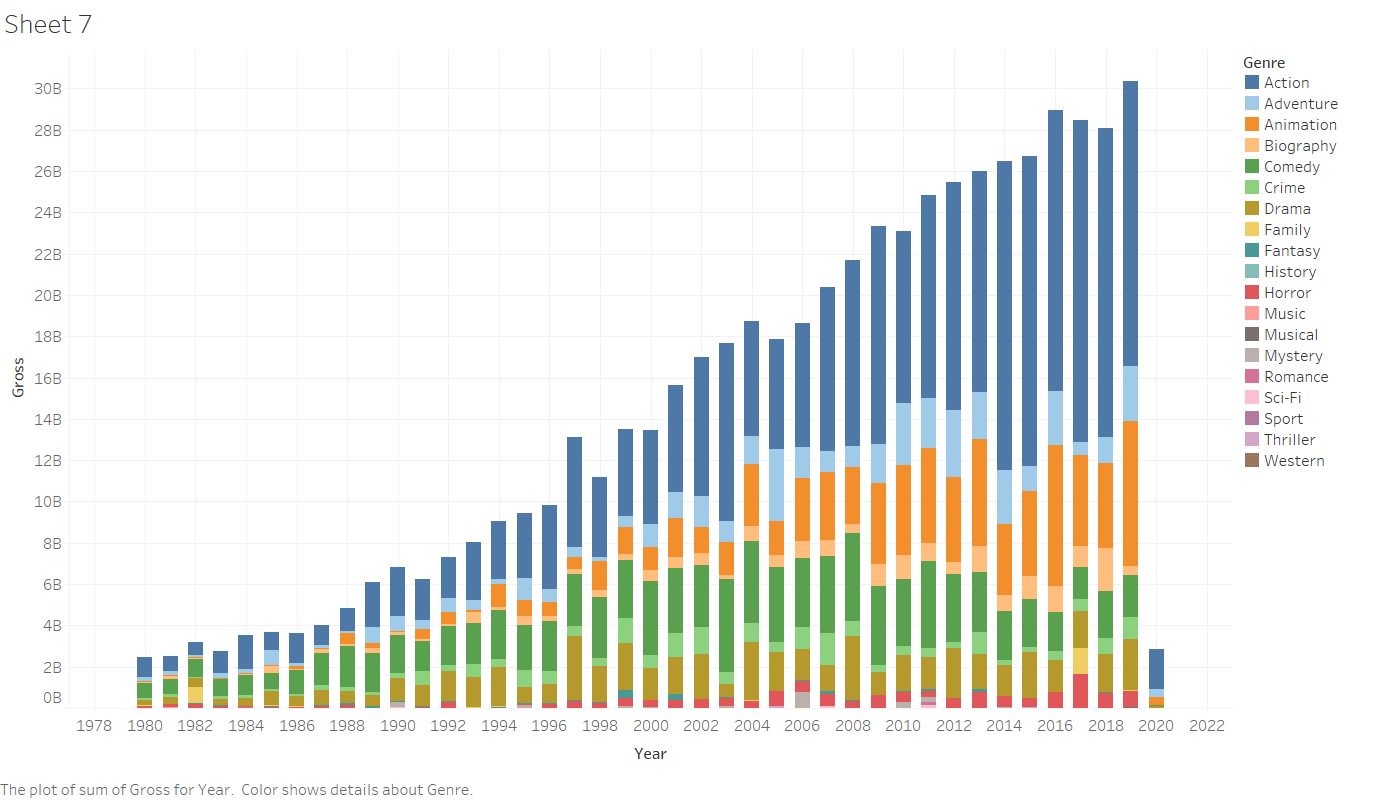 Sheet 7
30B
28B
26B
24B
22B
20B
18B
16B
14B
12B
10B
8B
6B
4B
2B
0B
Gross
1978 1980 1982 1984 1986 1988 1990 1992 1994 1996 1998 2000 2002 2004 2006 2008 2010 2012 2014 2016 2018 2020 2022
Year
Genre
Action
Adventure
Animation
Biography
Comedy
Crime
Drama
Family
Fantasy
History
Horror
Music
Musical
Mystery
Romance
Sci-Fi
Sport
Thriller
Western
The plot of sum of Gross for Year. Color shows details about Genre.